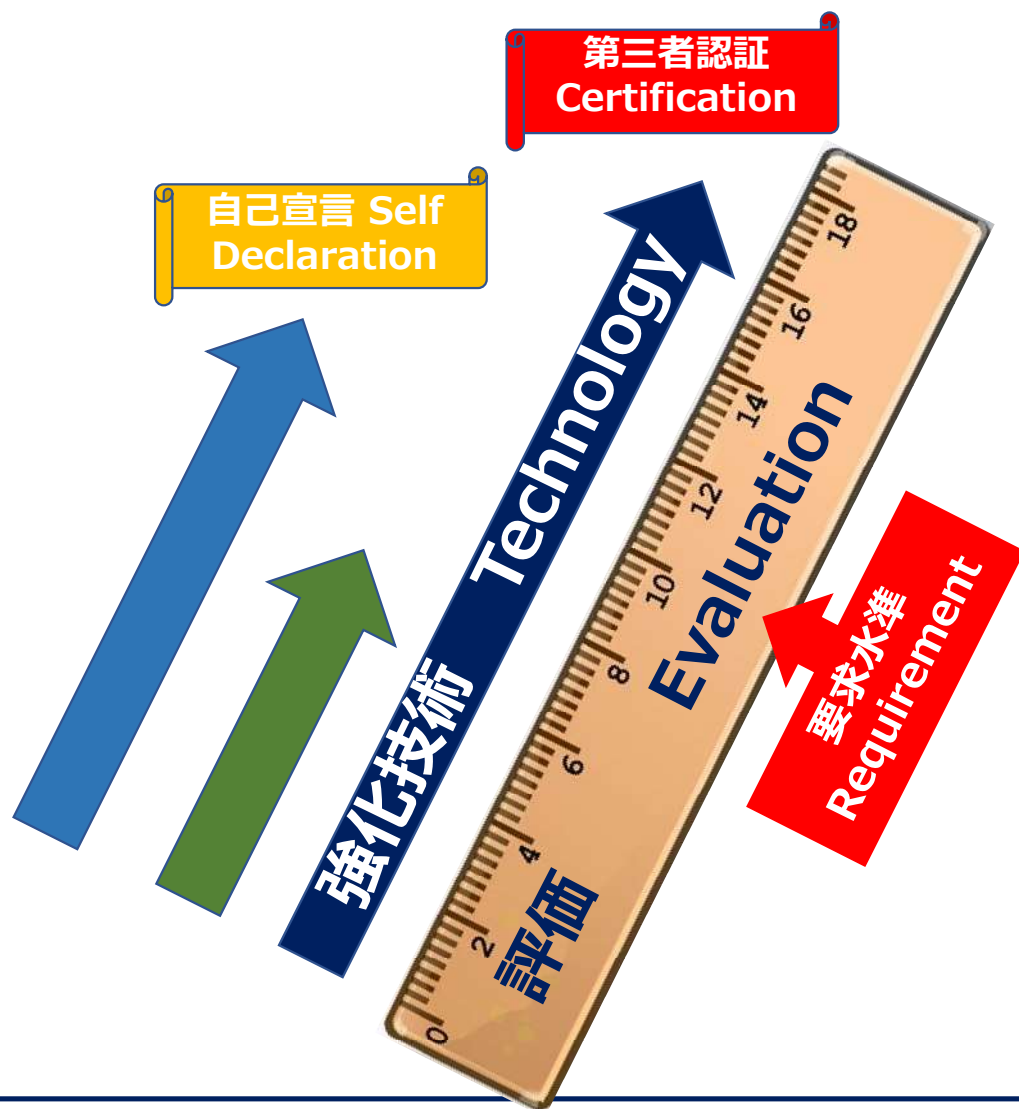 第三者認証
Certification
自己宣言 Self
Declaration
強化技術 Technology
評価 Evaluation
0 2 4 6 8 10 12 14 16 18
要求水準
Requirement